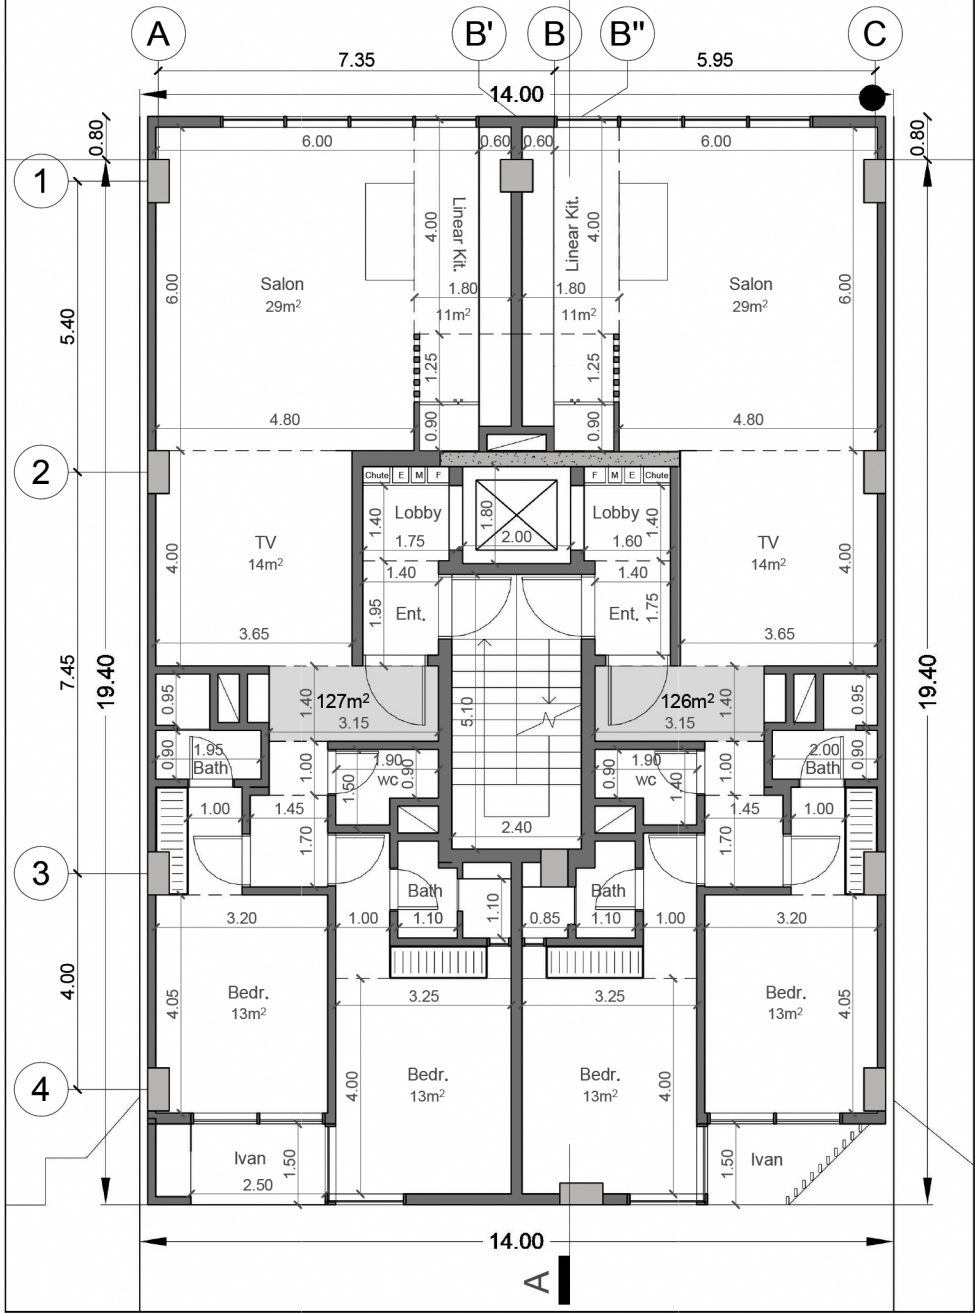 A B' B B" C
7.35 5.95
14.00
0.80 0.80
6.00 0.60 0.60 6.00
1 
4.00 Linear Kit. Linear Kit. 4.00
6.00 Salon 29m² Salon 29m² 6.00
1.80 1.80
11m² 11m²
5.40
1.25 1.25
4.80 0.90 0.90 4.80
2
Chute E M F F M E Chute
1.40 Lobby 1.80 Lobby 1.40
1.75 2.00 1.60
4.00 TV 14m² TV 14m² 4.00
1.40 1.40
1.95 Ent. Ent. 1.75
3.65 3.65
7.45 19.40 19.40
0.95 1.40 127m² 5.10 126m² 1.40 0.95
3.15 3.15
0.90 1.95 Bath 1.00 1.50 1.90 wc 0.90 0.90 1.90 wc 1.40 1.00 2.00 Bath 0.90
1.00 1.45 1.70 2.40 1.70 1.45 1.00
3
Bath Bath
3.20 1.00 1.10 1.10 0.85 1.10 1.00 3.20
4.00
4.05 Bedr. 13m² 3.25 3.25 Bedr. 13m² 4.05
4
4.00 Bedr. 13m² Bedr. 13m² 4.00
Ivan 1.50 1.50 Ivan
2.50
14.00
A